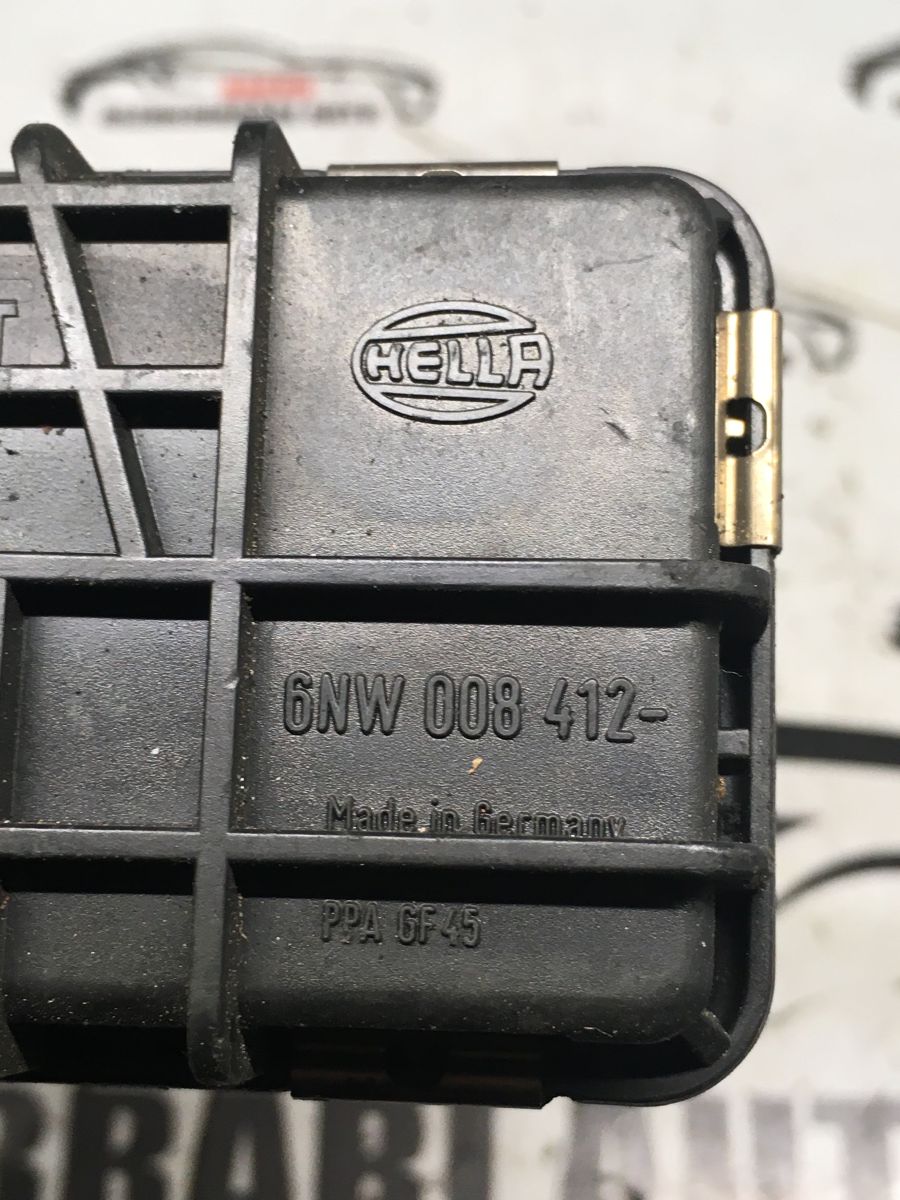 T
HELLA
6NW 008 412-
Made in Germany
PPA GF45